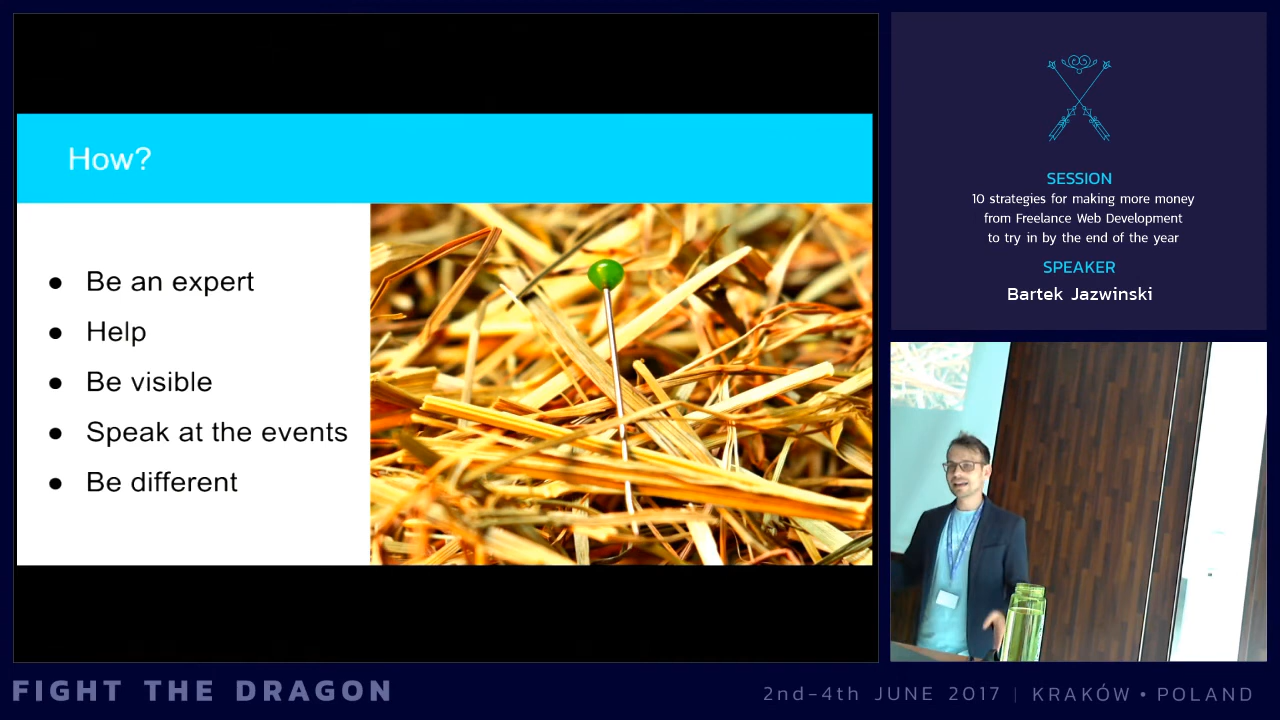 How?
● Be an expert
● Help
● Be visible
● Speak at the events
● Be different
SESSION
10 strategies for making more money
from Freelance Web Development
to try in by the end of the year
SPEAKER
Bartek Jazwinski
FIGHT THE DRAGON
2nd-4th JUNE 2017 | KRAKÓW • POLAND